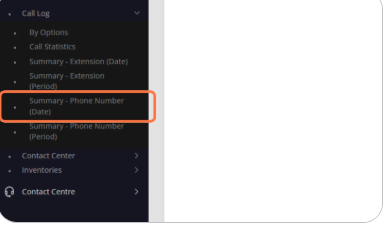 Call Log
By Options
Call Statistics
Summary - Extension (Date)
Summary - Extension
(Period)
Summary - Phone Number
(Date)
Summary - Phone Number
(Period)
Contact Center
Inventories
Contact Centre